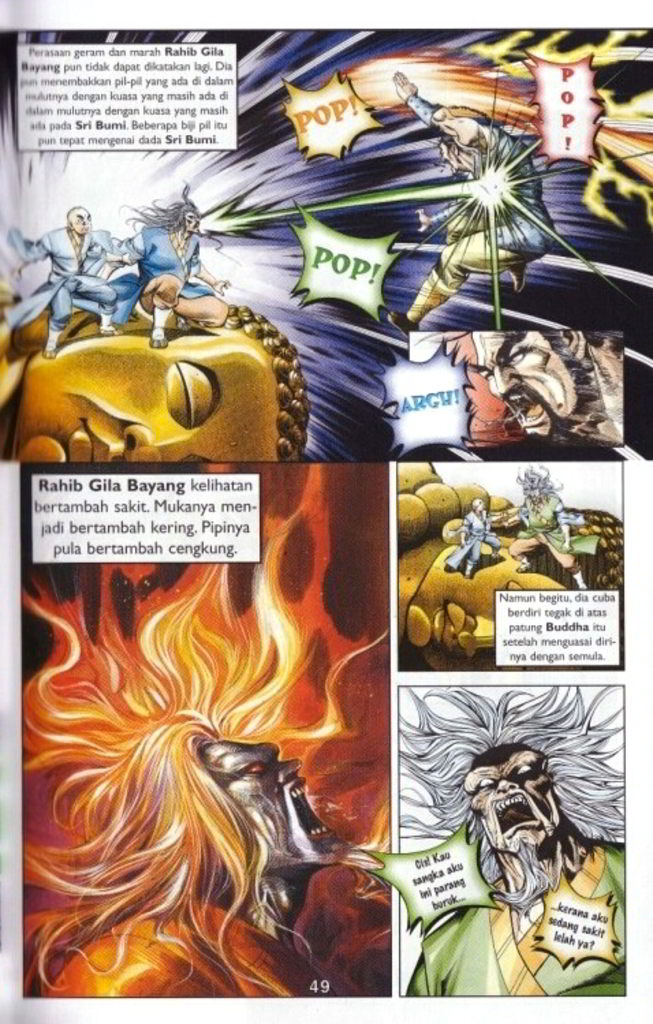 Perasaan geram dan marah Rahib Gila
Bayang pun tidak dapat dikatakan lagi. Dia
pun menembakkan pil-pil yang ada di dalam
mulutnya dengan kuasa yang masih ada di
dalam mulutnya dengan kuasa yang masih
ada pada Sri Bumi. Beberapa biji pil itu
pun tepat mengenai dada Sri Bumi.
POP!
POP!
POP!
ARGH!
Rahib Gila Bayang kelihatan
bertambah sakit. Mukanya men-
jadi bertambah kering. Pipinya
pula bertambah cengkung.
Namun begitu, dia cuba
berdiri tegak di atas
patung Buddha itu
setelah menguasai diri-
nya dengan semula.
Cis! Kau
sangka aku
ini parang
buruk...
...kerana aku
sedang sakit
lelah ya?
49